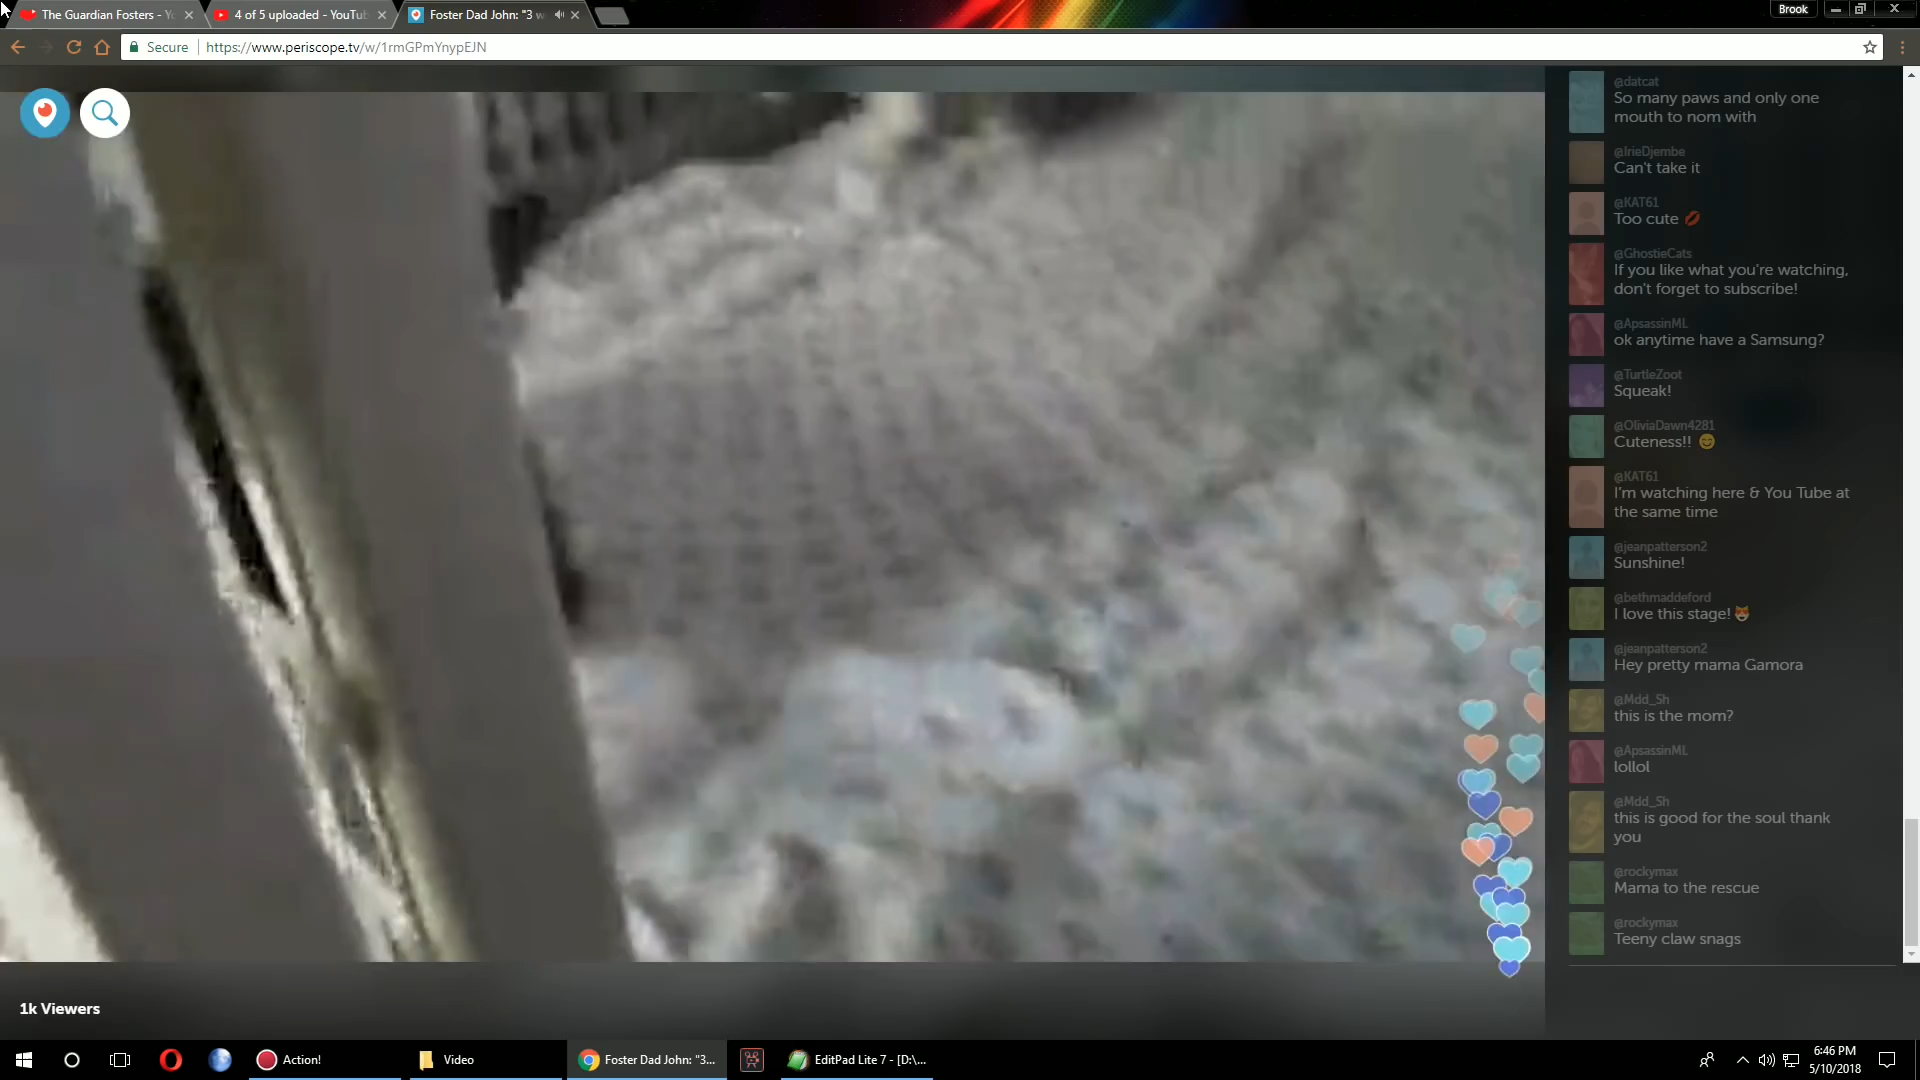 The Guardian Fosters - Yo
4 of 5 uploaded - YouTub
Foster Dad John: "3 w
Brook
Secure
https://www.periscope.tv/w/1rmGPmYnypEJN
@datcat
So many paws and only one
mouth to nom with
@IrieDjembe
Can't take it
@KAT61
Too cute 💋
@GhostieCats
If you like what you're watching,
don't forget to subscribe!
@ApsassinML
ok anytime have a Samsung?
@TurtleZoot
Squeak!
@OliviaDawn4281
Cuteness!! 😄
@KAT61
I'm watching here & You Tube at
the same time
@jeanpatterson2
Sunshine!
@bethmaddeford
I love this stage! 😻
@jeanpatterson2
Hey pretty mama Gamora
@Mdd_Sh
this is the mom?
@ApsassinML
lollol
@Mdd_Sh
this is good for the soul thank
you
@rockymax
Mama to the rescue
@rockymax
Teeny claw snags
1k Viewers
Action!
Video
Foster Dad John: "3...
EditPad Lite 7 - [D:\...
6:46 PM
5/10/2018